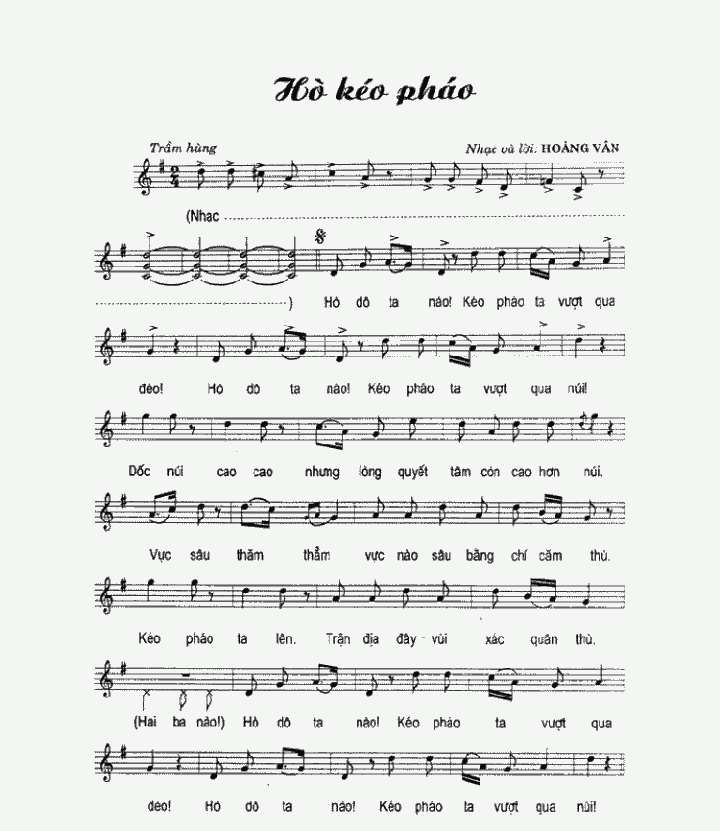 Hò kéo pháo
Trầm hùng
Nhạc và lời: HOÀNG VÂN
2
4
(Nhạc
) Hò dô ta nào! Kéo pháo ta vượt qua
đèo! Hò dô ta nào! Kéo pháo ta vượt qua núi!
Dốc núi cao cao nhưng lòng quyết tâm còn cao hơn núi.
Vực sâu thăm thẳm vực nào sâu bằng chí căm thù.
Kéo pháo ta lên. Trận địa đây vùi xác quân thù.
(Hai ba nào!) Hò dô ta nào! Kéo pháo ta vượt qua
đèo! Hò dô ta nào! Kéo pháo ta vượt qua núi!